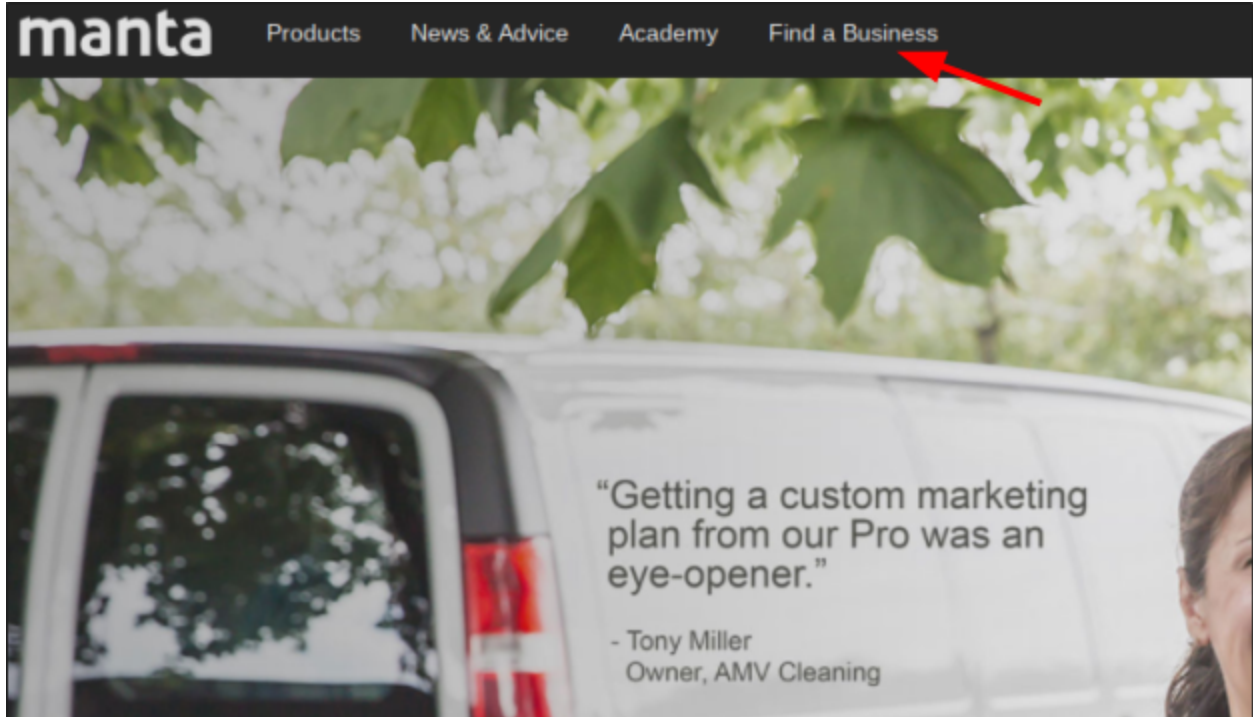 manta Products News & Advice Academy Find a Business
“Getting a custom marketing
plan from our Pro was an
eye-opener.”
- Tony Miller
Owner, AMV Cleaning